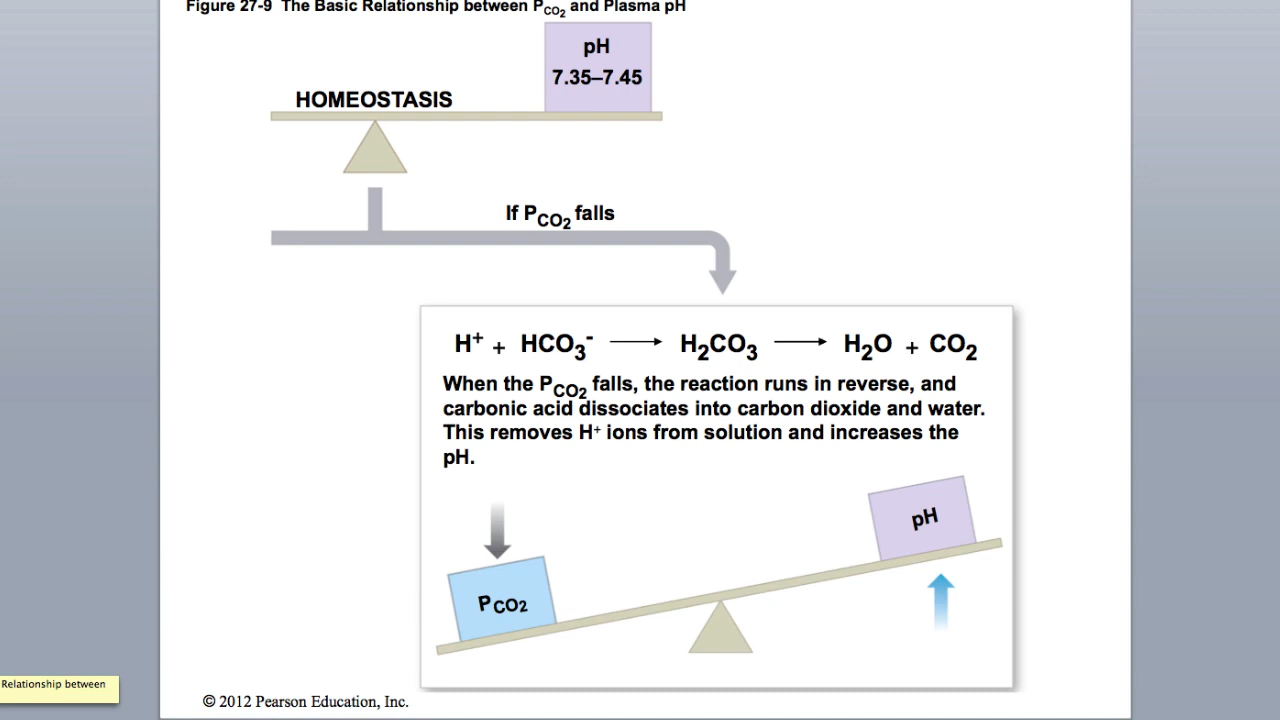 Figure 27-9 The Basic Relationship between PCO₂ and Plasma pH
pH
7.35–7.45
HOMEOSTASIS
If PCO₂ falls
H⁺ + HCO₃⁻ → H₂CO₃ → H₂O + CO₂
When the PCO₂ falls, the reaction runs in reverse, and
carbonic acid dissociates into carbon dioxide and water.
This removes H⁺ ions from solution and increases the
pH.
pH
PCO₂
Relationship between
© 2012 Pearson Education, Inc.